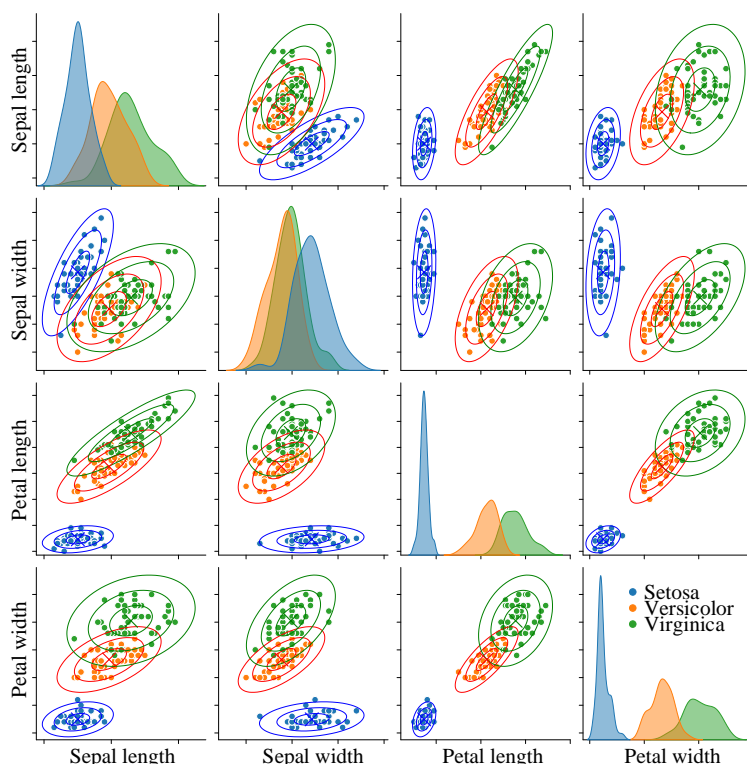 Sepal length
Sepal width
Petal length
Petal width
Setosa
Versicolor
Virginica
Sepal length
Sepal width
Petal length
Petal width